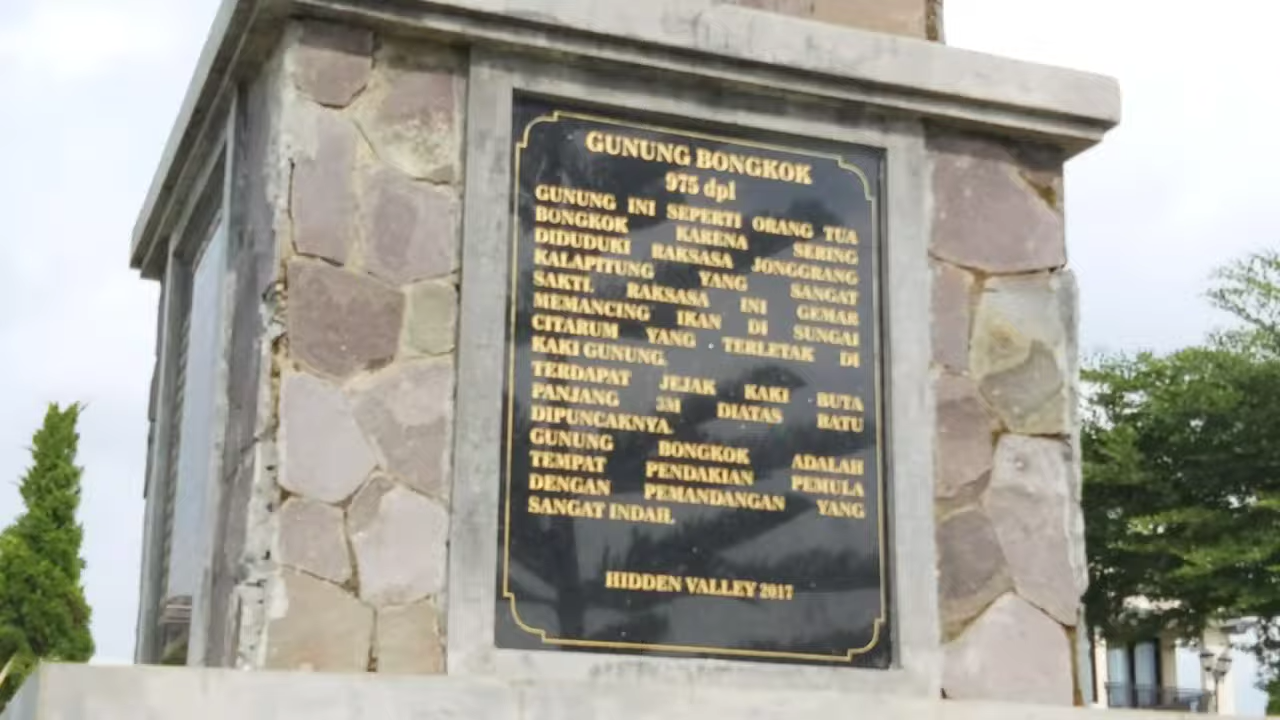 GUNUNG BONGKOK
975 dpl
GUNUNG INI SEPERTI ORANG TUA
BONGKOK KARENA SERING
DIDUDUKI RAKSASA JONGGRANG
KALAPITUNG YANG SANGAT
SAKTI. RAKSASA INI GEMAR
MEMANCING IKAN DI SUNGAI
CITARUM YANG TERLETAK DI
KAKI GUNUNG.
TERDAPAT JEJAK KAKI BUTA
PANJANG 3M DIATAS BATU
DIPUNCAKNYA.
GUNUNG BONGKOK ADALAH
TEMPAT PENDAKIAN PEMULA
DENGAN PEMANDANGAN YANG
SANGAT INDAH.
HIDDEN VALLEY 2017